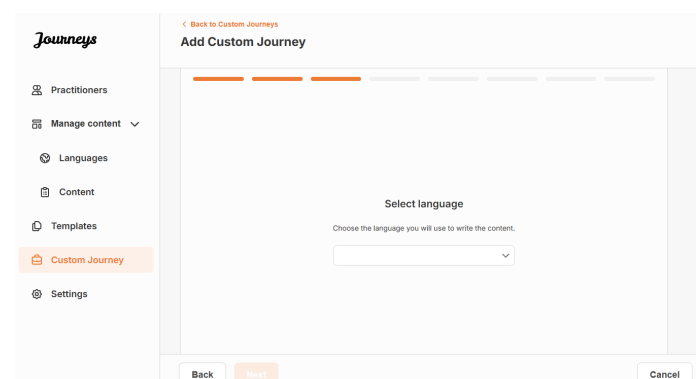 Journeys
Practitioners
Manage content
Languages
Content
Templates
Custom Journey
Settings
< Back to Custom Journeys
Add Custom Journey
Select language
Choose the language you will use to write the content.
Back
Next
Cancel